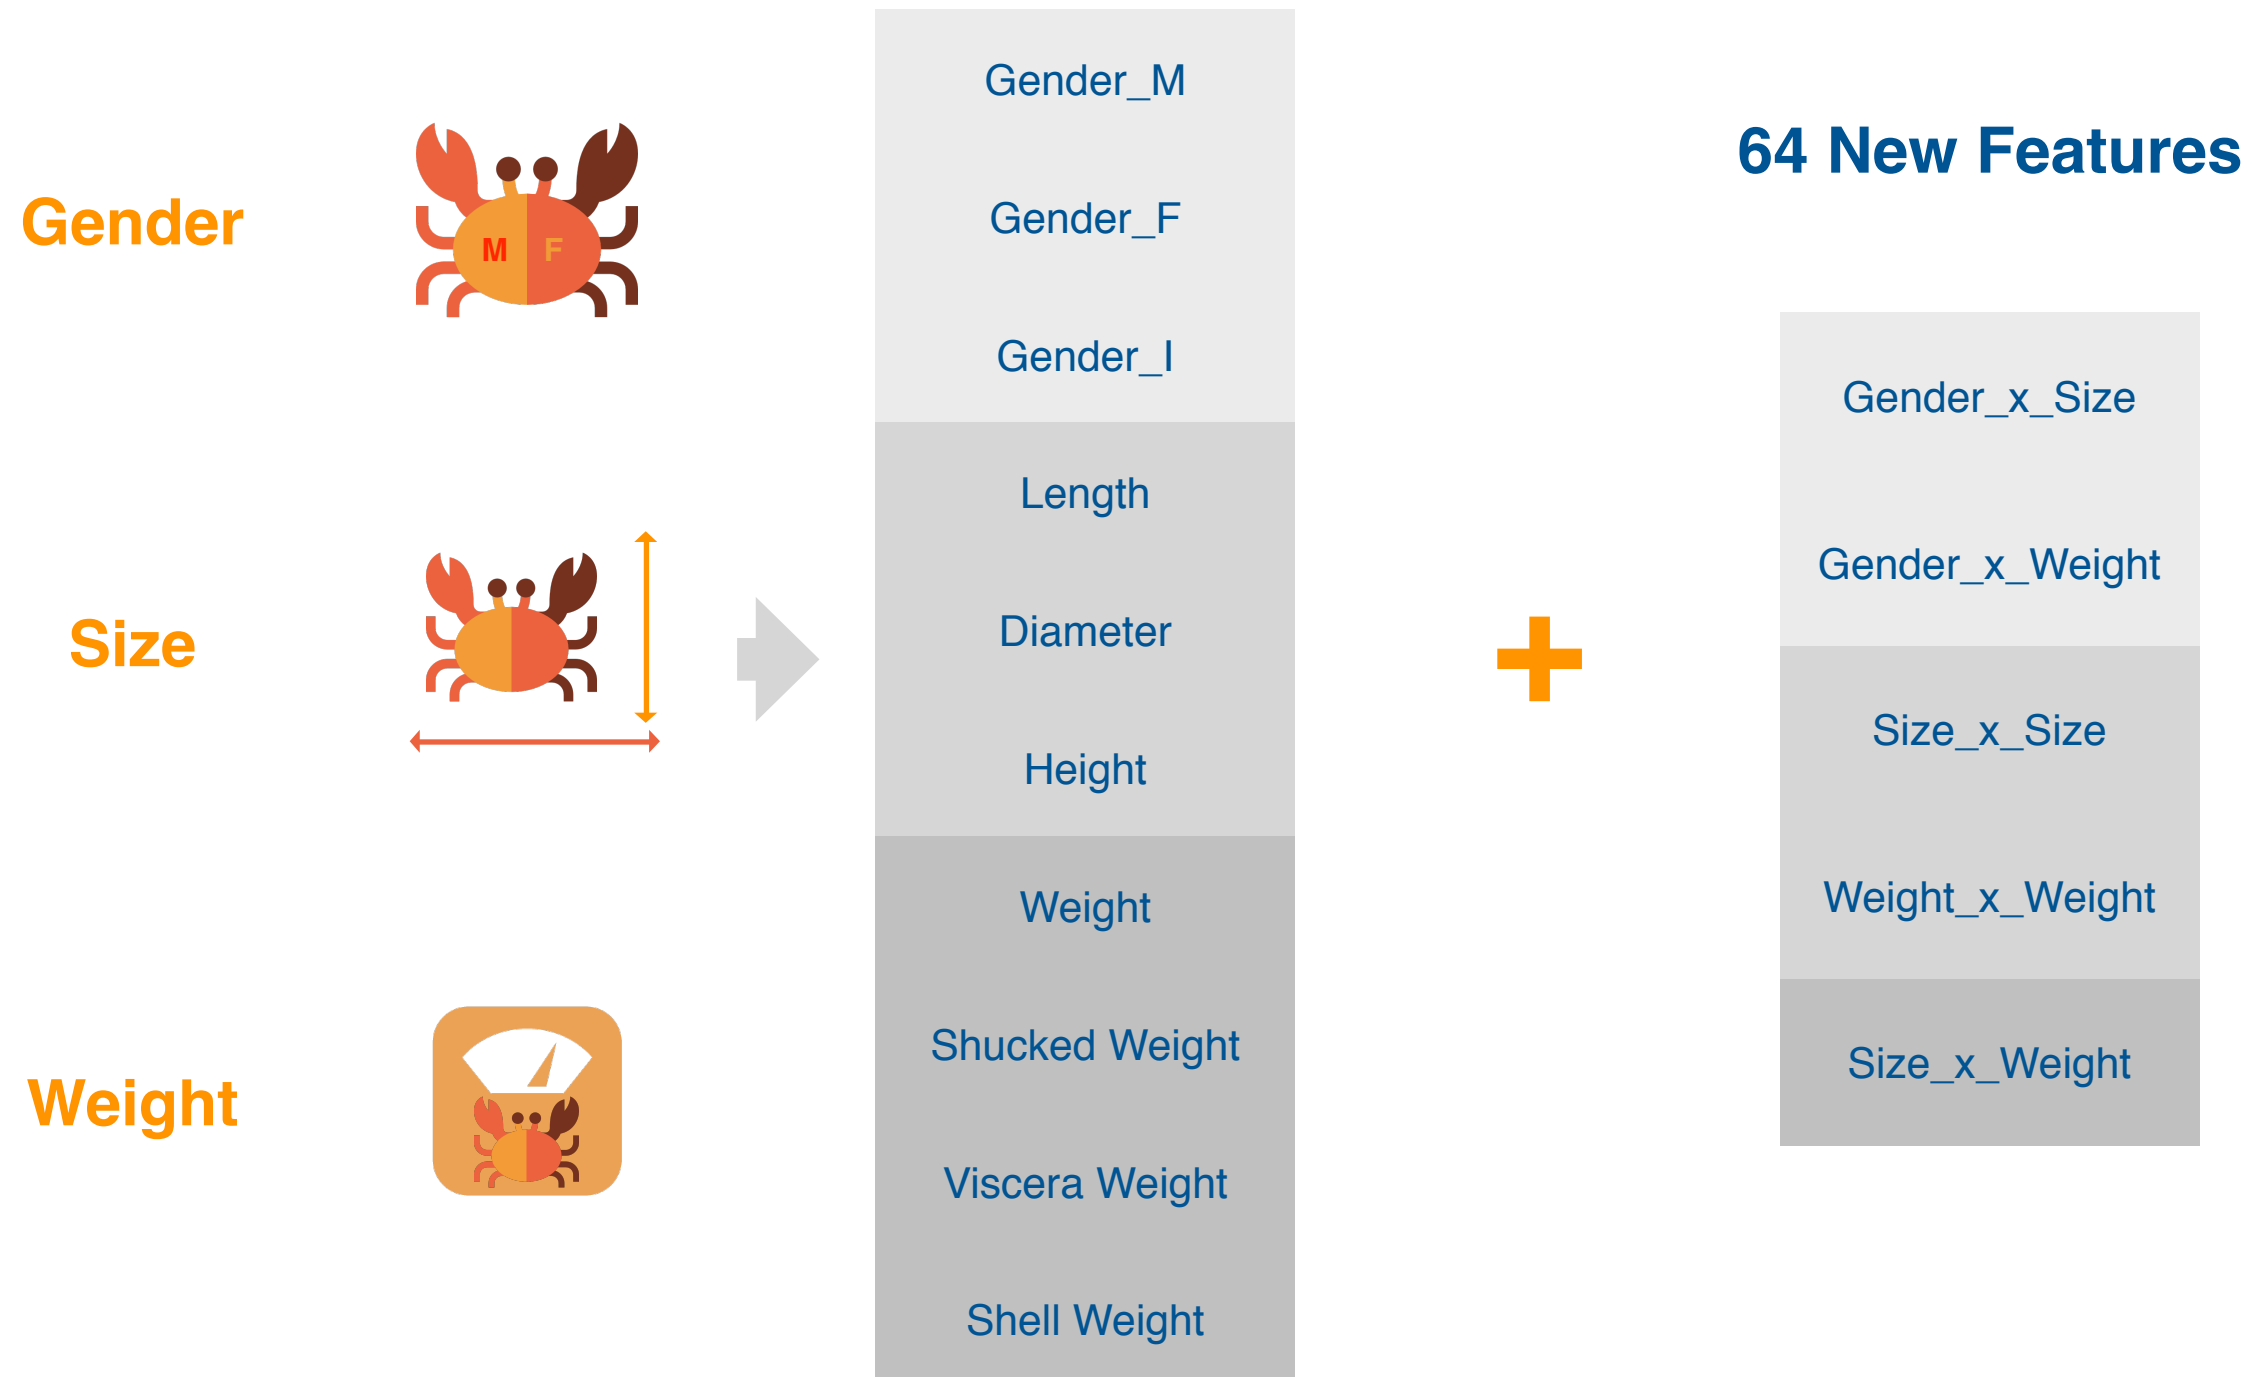 Gender
M F
Size
Weight
Gender_M
Gender_F
Gender_I
Length
Diameter
Height
Weight
Shucked Weight
Viscera Weight
Shell Weight
64 New Features
Gender_x_Size
Gender_x_Weight
Size_x_Size
Weight_x_Weight
Size_x_Weight